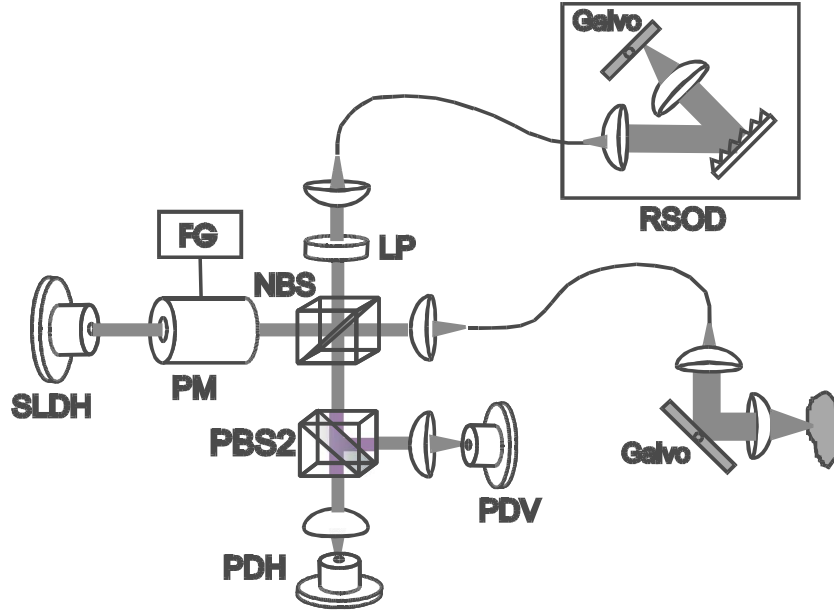 Galvo
RSOD
FG
LP
NBS
SLDH
PM
PBS2
Galvo
PDV
PDH